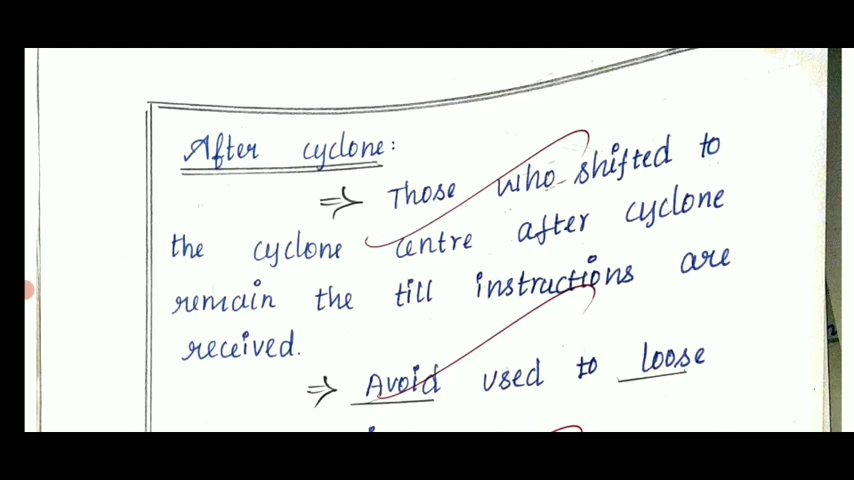 After cyclone:
⇒ Those who shifted to
the cyclone centre after cyclone
remain the till instructions are
received.
⇒ Avoid used to loose